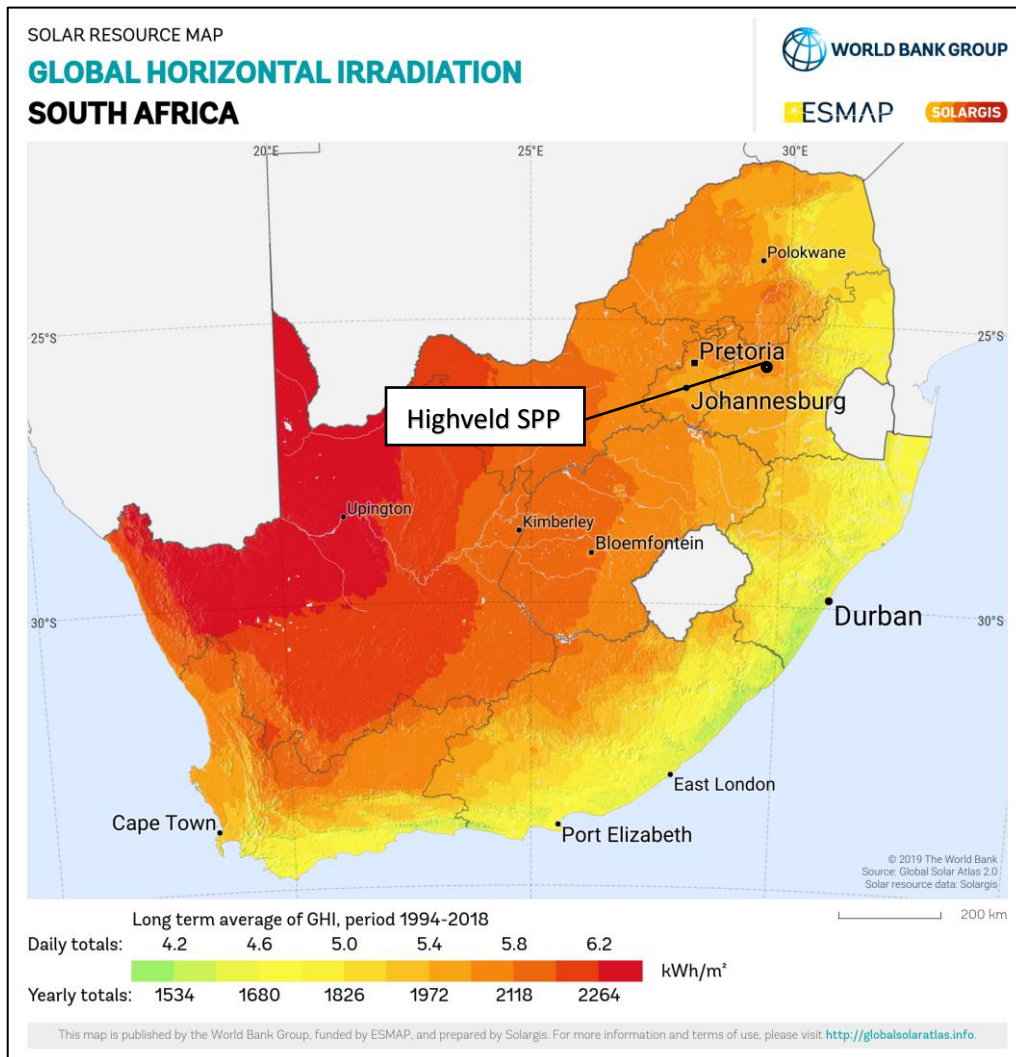 SOLAR RESOURCE MAP
GLOBAL HORIZONTAL IRRADIATION
SOUTH AFRICA
WORLD BANK GROUP
ESMAP
SOLARGIS
20°E 25°E 30°E
Polokwane
25°S 25°S
Pretoria
Highveld SPP
Johannesburg
Upington
Kimberley
Bloemfontein
Durban
30°S 30°S
East London
Cape Town
Port Elizabeth
© 2019 The World Bank
Source: Global Solar Atlas 2.0
Solar resource data: Solargis
200 km
Long term average of GHI, period 1994-2018
Daily totals: 4.2 4.6 5.0 5.4 5.8 6.2
kWh/m²
Yearly totals: 1534 1680 1826 1972 2118 2264
This map is published by the World Bank Group, funded by ESMAP, and prepared by Solargis. For more information and terms of use, please visit http://globalsolaratlas.info.